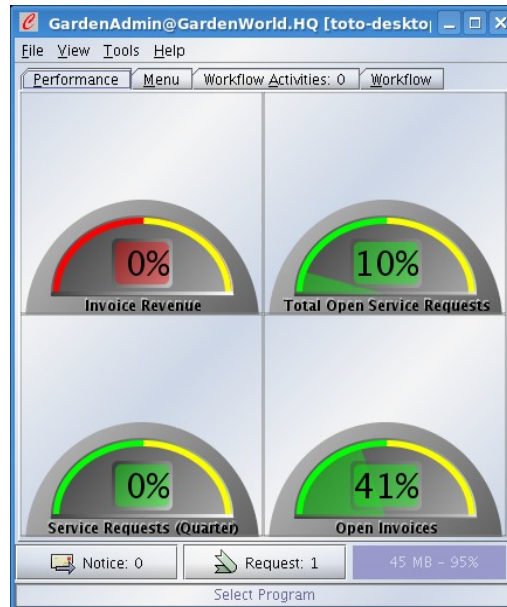 GardenAdmin@GardenWorld.HQ [toto-deskto
File View Tools Help
Performance Menu Workflow Activities: 0 Workflow
0%
Invoice Revenue
10%
Total Open Service Requests
0%
Service Requests (Quarter)
41%
Open Invoices
Notice: 0 Request: 1 45 MB - 95%
Select Program